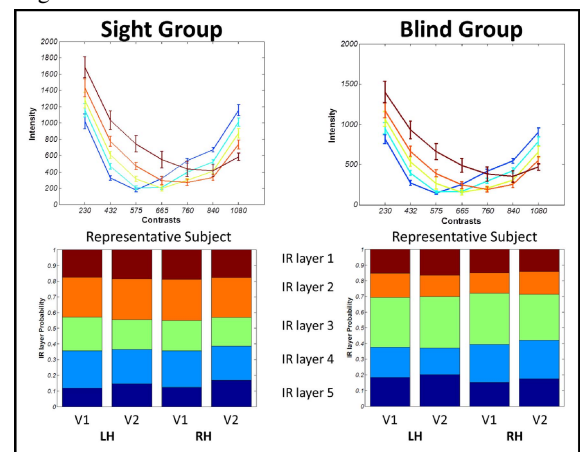 Sight Group
Blind Group
2000
1800
1600
1400
1200
1000
800
600
400
200
0
Intensity
230 432 575 665 760 840 1080
Contrasts
2000
1500
1000
500
0
Intensity
230 432 575 665 760 840 1080
Contrasts
Representative Subject
Representative Subject
1
0.9
0.8
0.7
0.6
0.5
0.4
0.3
0.2
0.1
0
IR layer Probability
V1 V2 V1 V2
LH RH
IR layer 1
IR layer 2
IR layer 3
IR layer 4
IR layer 5
1
0.9
0.8
0.7
0.6
0.5
0.4
0.3
0.2
0.1
0
IR layer Probability
V1 V2 V1 V2
LH RH